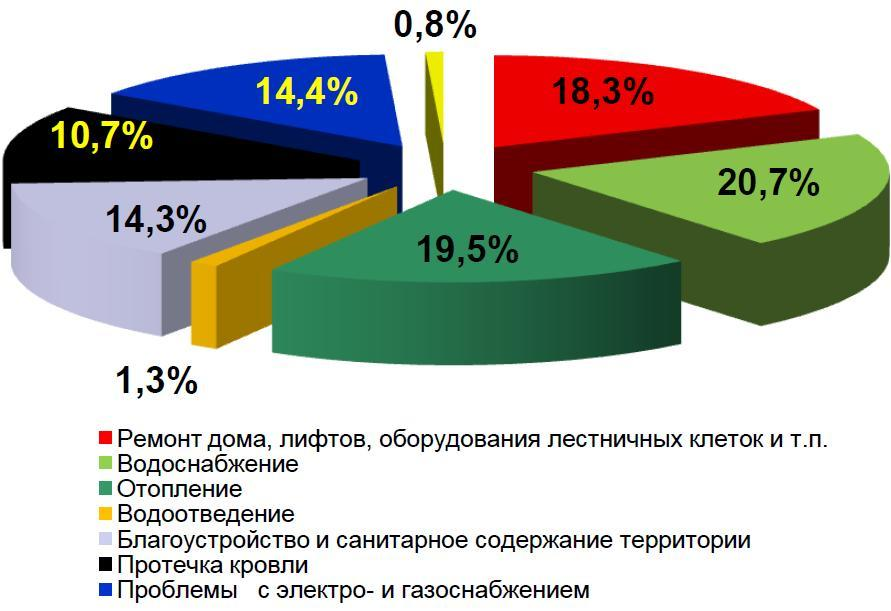 0,8%
14,4%
18,3%
10,7%
20,7%
14,3%
19,5%
1,3%
Ремонт дома, лифтов, оборудования лестничных клеток и т.п.
Водоснабжение
Отопление
Водоотведение
Благоустройство и санитарное содержание территории
Протечка кровли
Проблемы с электро- и газоснабжением